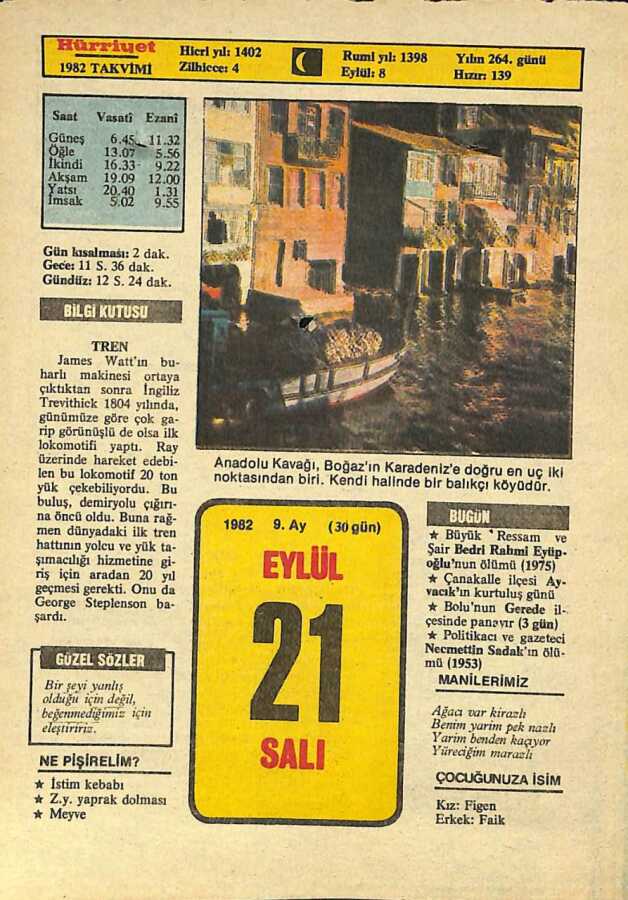 Hürriyet
1982 TAKVİMİ
Hicri yıl: 1402
Zilhicce: 4
Rumi yıl: 1398
Eylül: 8
Yılın 264. günü
Hızır: 139
Saat Vasati Ezani
Güneş 6.45 11.32
Öğle 13.07 5.56
İkindi 16.33 9.22
Akşam 19.09 12.00
Yatsı 20.40 1.31
İmsak 5.02 9.55
Gün kısalması: 2 dak.
Gece: 11 S. 36 dak.
Gündüz: 12 S. 24 dak.
BİLGİ KUTUSU
TREN
James Watt'ın bu-
harlı makinesi ortaya
çıktıktan sonra İngiliz
Trevithick 1804 yılında,
günümüze göre çok ga-
rip görünüşlü de olsa ilk
lokomotifi yaptı. Ray
üzerinde hareket edebi-
len bu lokomotif 20 ton
yük çekebiliyordu. Bu
buluş, demiryolu çığırı-
na öncü oldu. Buna rağ-
men dünyadaki ilk tren
hattının yolcu ve yük ta-
şımacılığı hizmetine gi-
riş için aradan 20 yıl
geçmesi gerekti. Onu da
George Steplenson ba-
şardı.
GÜZEL SÖZLER
Bir şeyi yanlış
olduğu için değil,
beğenmediğimiz için
eleştiririz.
NE PİŞİRELİM?
★ İstim kebabı
★ Z.y. yaprak dolması
★ Meyve
Anadolu Kavağı, Boğaz'ın Karadeniz'e doğru en uç iki
noktasından biri. Kendi halinde bir balıkçı köyüdür.
1982 9. Ay (30 gün)
EYLÜL
21
SALI
BUGÜN
★ Büyük Ressam ve
Şair Bedri Rahmi Eyüp-
oğlu'nun ölümü (1975)
★ Çanakkale ilçesi Ay-
vacık'ın kurtuluş günü
★ Bolu'nun Gerede il-
çesinde panayır (3 gün)
★ Politikacı ve gazeteci
Necmettin Sadak'ın ölü-
mü (1953)
MANİLERİMİZ
Ağacı var kirazlı
Benim yarim pek nazlı
Yarim benden kaçıyor
Yüreciğim marazlı
ÇOCUĞUNUZA İSİM
Kız: Figen
Erkek: Faik